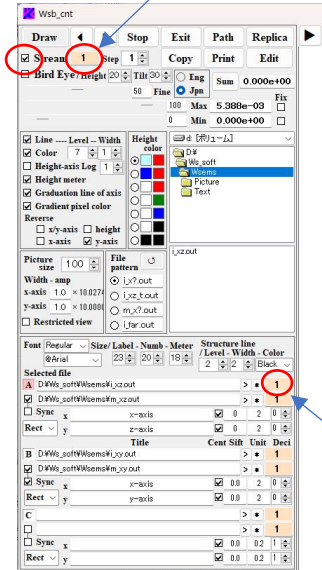 Wsb_cnt
Draw Stop Exit Path Replica
Stream 1 Step 1 Copy Print Edit
Bird Eye / Height 20 Tilt 30 Eng Sum 0.000e+00
50 Fine Jpn
100 Max 5.388e-03 Fix
0 Min 0.000e+00
Line ---- Level -- Width
Color 7 1
Height-axis Log 1
Height meter
Graduation line of axis
Gradient pixel color
Reverse
x/y-axis height
x-axis y-axis
Height color
d: [ボリューム]
D:¥
Ws_soft
Wsems
Picture
Text
Picture size 100
Width - amp
x-axis 1.0 ×10.0274
y-axis 1.0 ×10.0000
Restricted view
File pattern
i_x?.out
i_xz_t.out
m_x?.out
i_far.out
i_xz.out
Font Regular Size/ Label - Numb - Meter Structure line
/ Level - Width - Color
@Arial 23 20 18 2 2 Black
Selected file
A D:¥Ws_soft¥Wsems¥i_xz.out > * 1
D:¥Ws_soft¥Wsems¥m_xz.out > * 1
Sync x x-axis 0 2 0
Rect y z-axis 0 2 0
Title Cent Sift Unit Deci
B D:¥Ws_soft¥Wsems¥i_xy.out > * 1
D:¥Ws_soft¥Wsems¥m_xy.out > * 1
Sync x x-axis 0.0 2 0
Rect y y-axis 0.0 2 0
C > * 1
> * 1
Sync x x-axis 0.0 0.2 1
Rect y z-axis 0.0 0.2 1